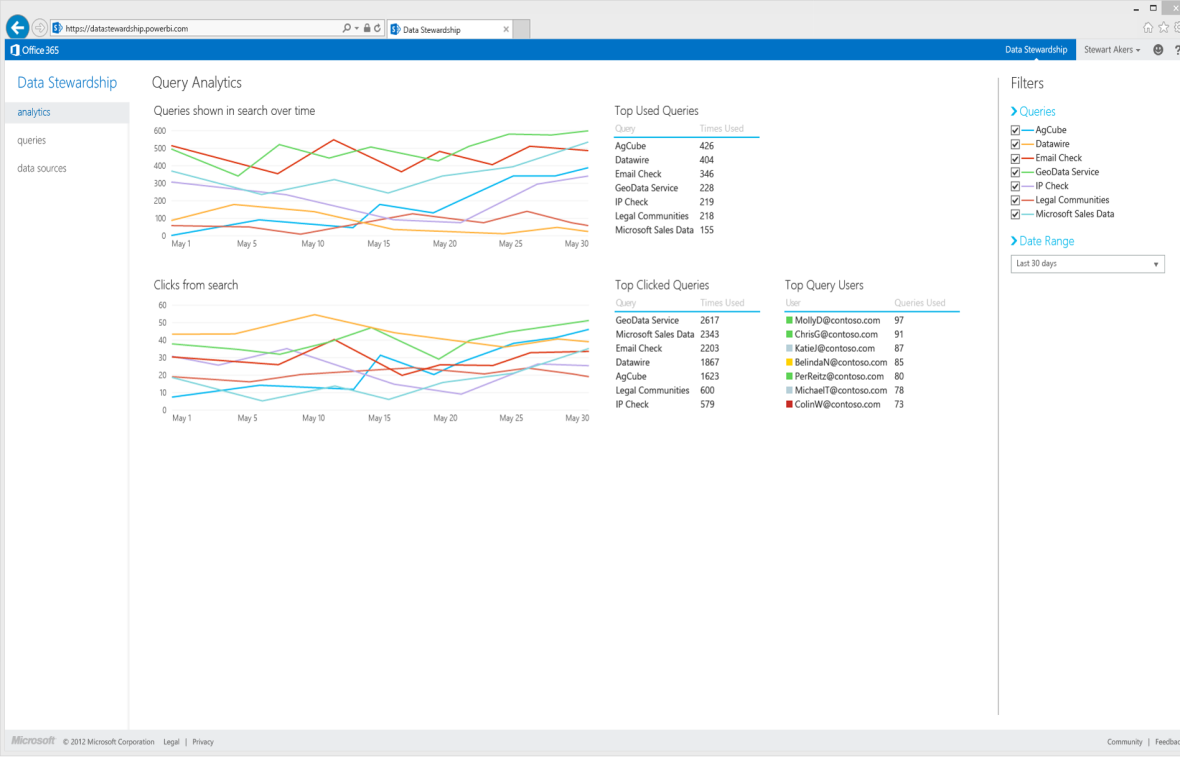 https://datastewardship.powerbi.com
Data Stewardship
Office 365
Data Stewardship
Stewart Akers
?
Data Stewardship
analytics
queries
data sources
Query Analytics
Queries shown in search over time
600
500
400
300
200
100
0
May 1 May 5 May 10 May 15 May 20 May 25 May 30
Top Used Queries
Query Times Used
AgCube 426
Datawire 404
Email Check 346
GeoData Service 228
IP Check 219
Legal Communities 218
Microsoft Sales Data 155
Clicks from search
60
50
40
30
20
10
0
May 1 May 5 May 10 May 15 May 20 May 25 May 30
Top Clicked Queries
Query Times Used
GeoData Service 2617
Microsoft Sales Data 2343
Email Check 2203
Datawire 1867
AgCube 1623
Legal Communities 600
IP Check 579
Top Query Users
User Queries Used
MollyD@contoso.com 97
ChrisG@contoso.com 91
KatieJ@contoso.com 87
BelindaN@contoso.com 85
PerReitz@contoso.com 80
MichaelT@contoso.com 78
ColinW@contoso.com 73
Filters
Queries
AgCube
Datawire
Email Check
GeoData Service
IP Check
Legal Communities
Microsoft Sales Data
Date Range
Last 30 days
Microsoft © 2012 Microsoft Corporation Legal | Privacy
Community | Feedbac